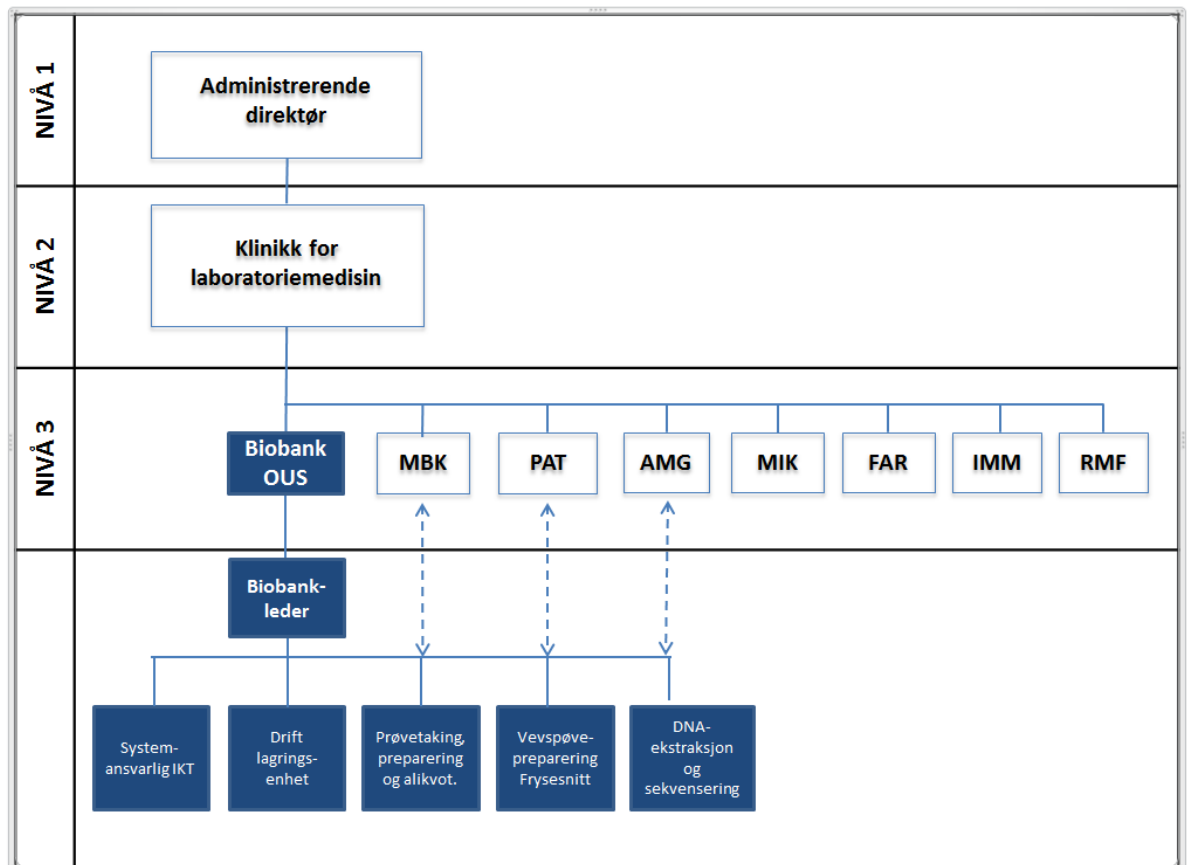 NIVÅ 1
Administrerende
direktør
NIVÅ 2
Klinikk for
laboratoriemedisin
NIVÅ 3
Biobank
OUS
MBK
PAT
AMG
MIK
FAR
IMM
RMF
Biobank-
leder
System-
ansvarlig IKT
Drift
lagrings-
enhet
Prøvetaking,
preparering
og alikvot.
Vevspøve-
preparering
Frysesnitt
DNA-
ekstraksjon
og
sekvensering